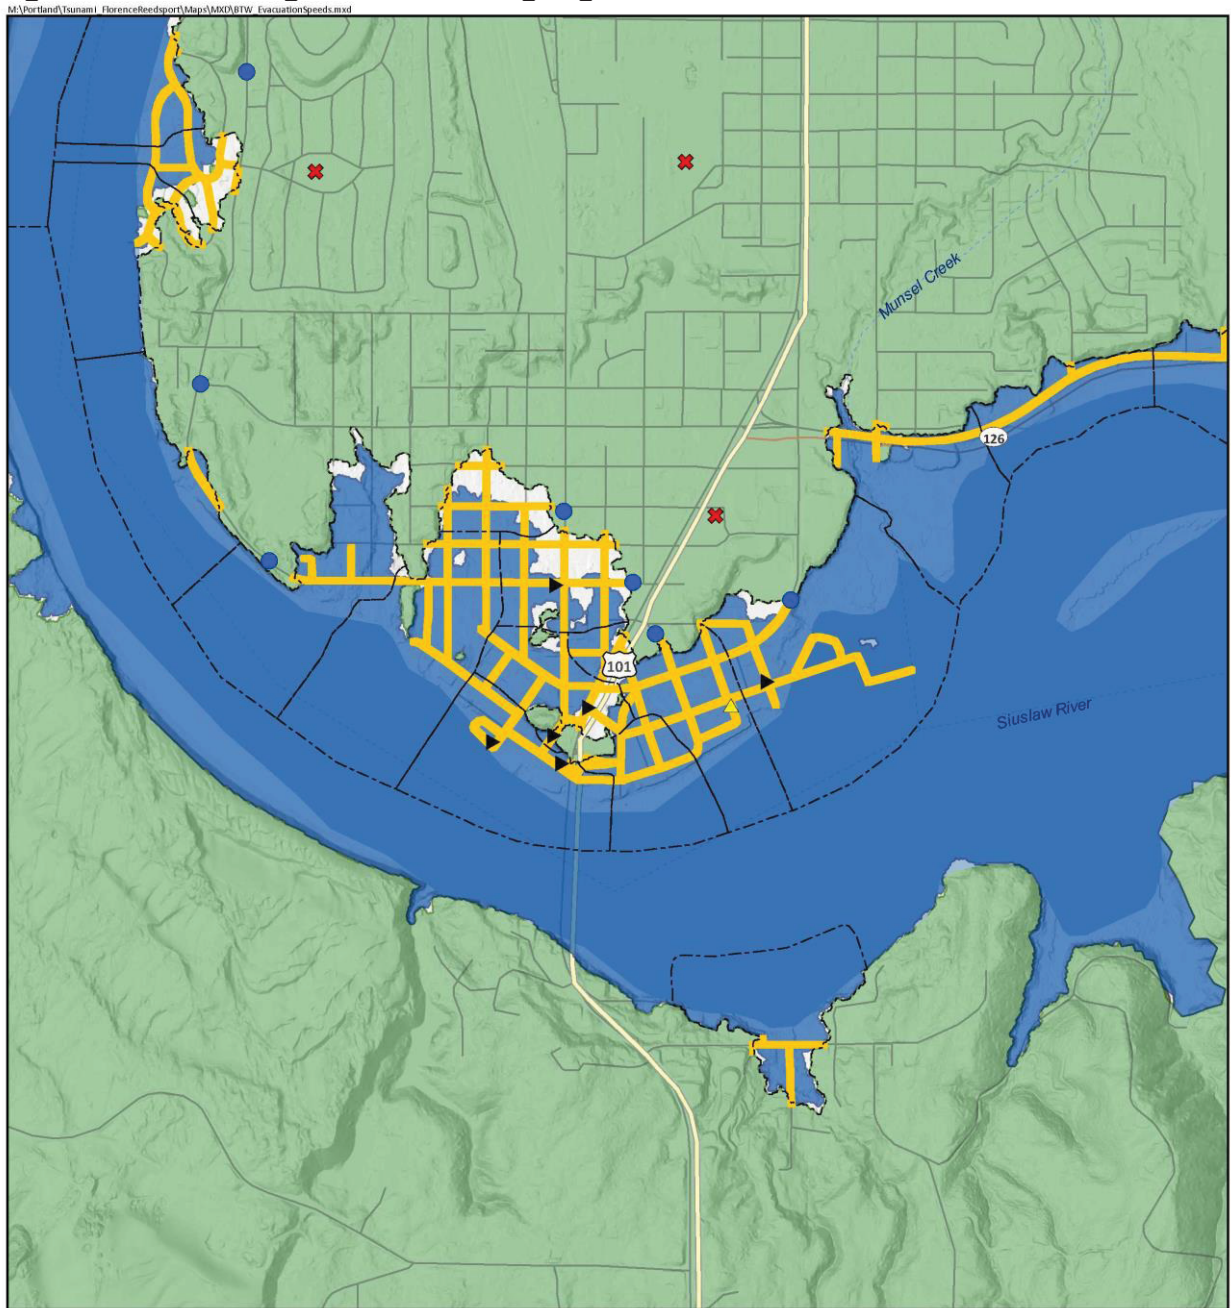 M:\Portland\Tsunami_FlorenceReedsport\Maps\MXD\BTW_EvacuationSpeeds.mxd
Munsel Creek
126
101
Siuslaw River